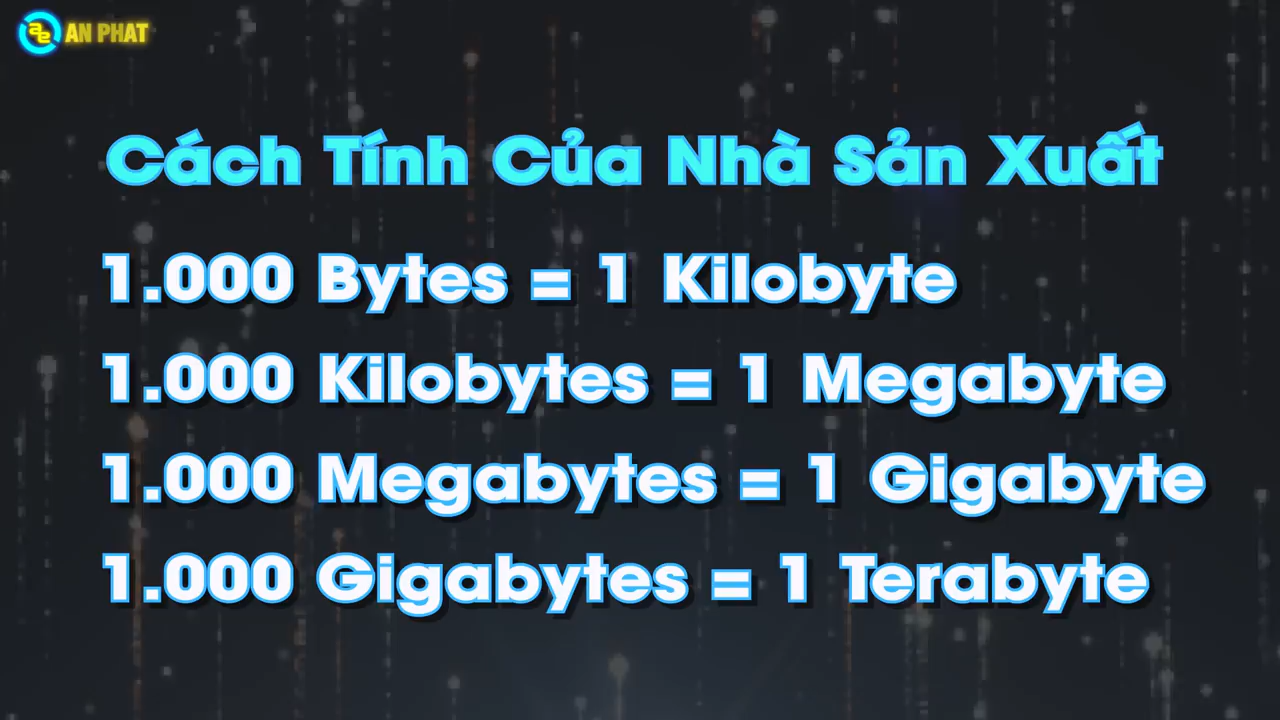 AN PHAT
Cách Tính Của Nhà Sản Xuất
1.000 Bytes = 1 Kilobyte
1.000 Kilobytes = 1 Megabyte
1.000 Megabytes = 1 Gigabyte
1.000 Gigabytes = 1 Terabyte